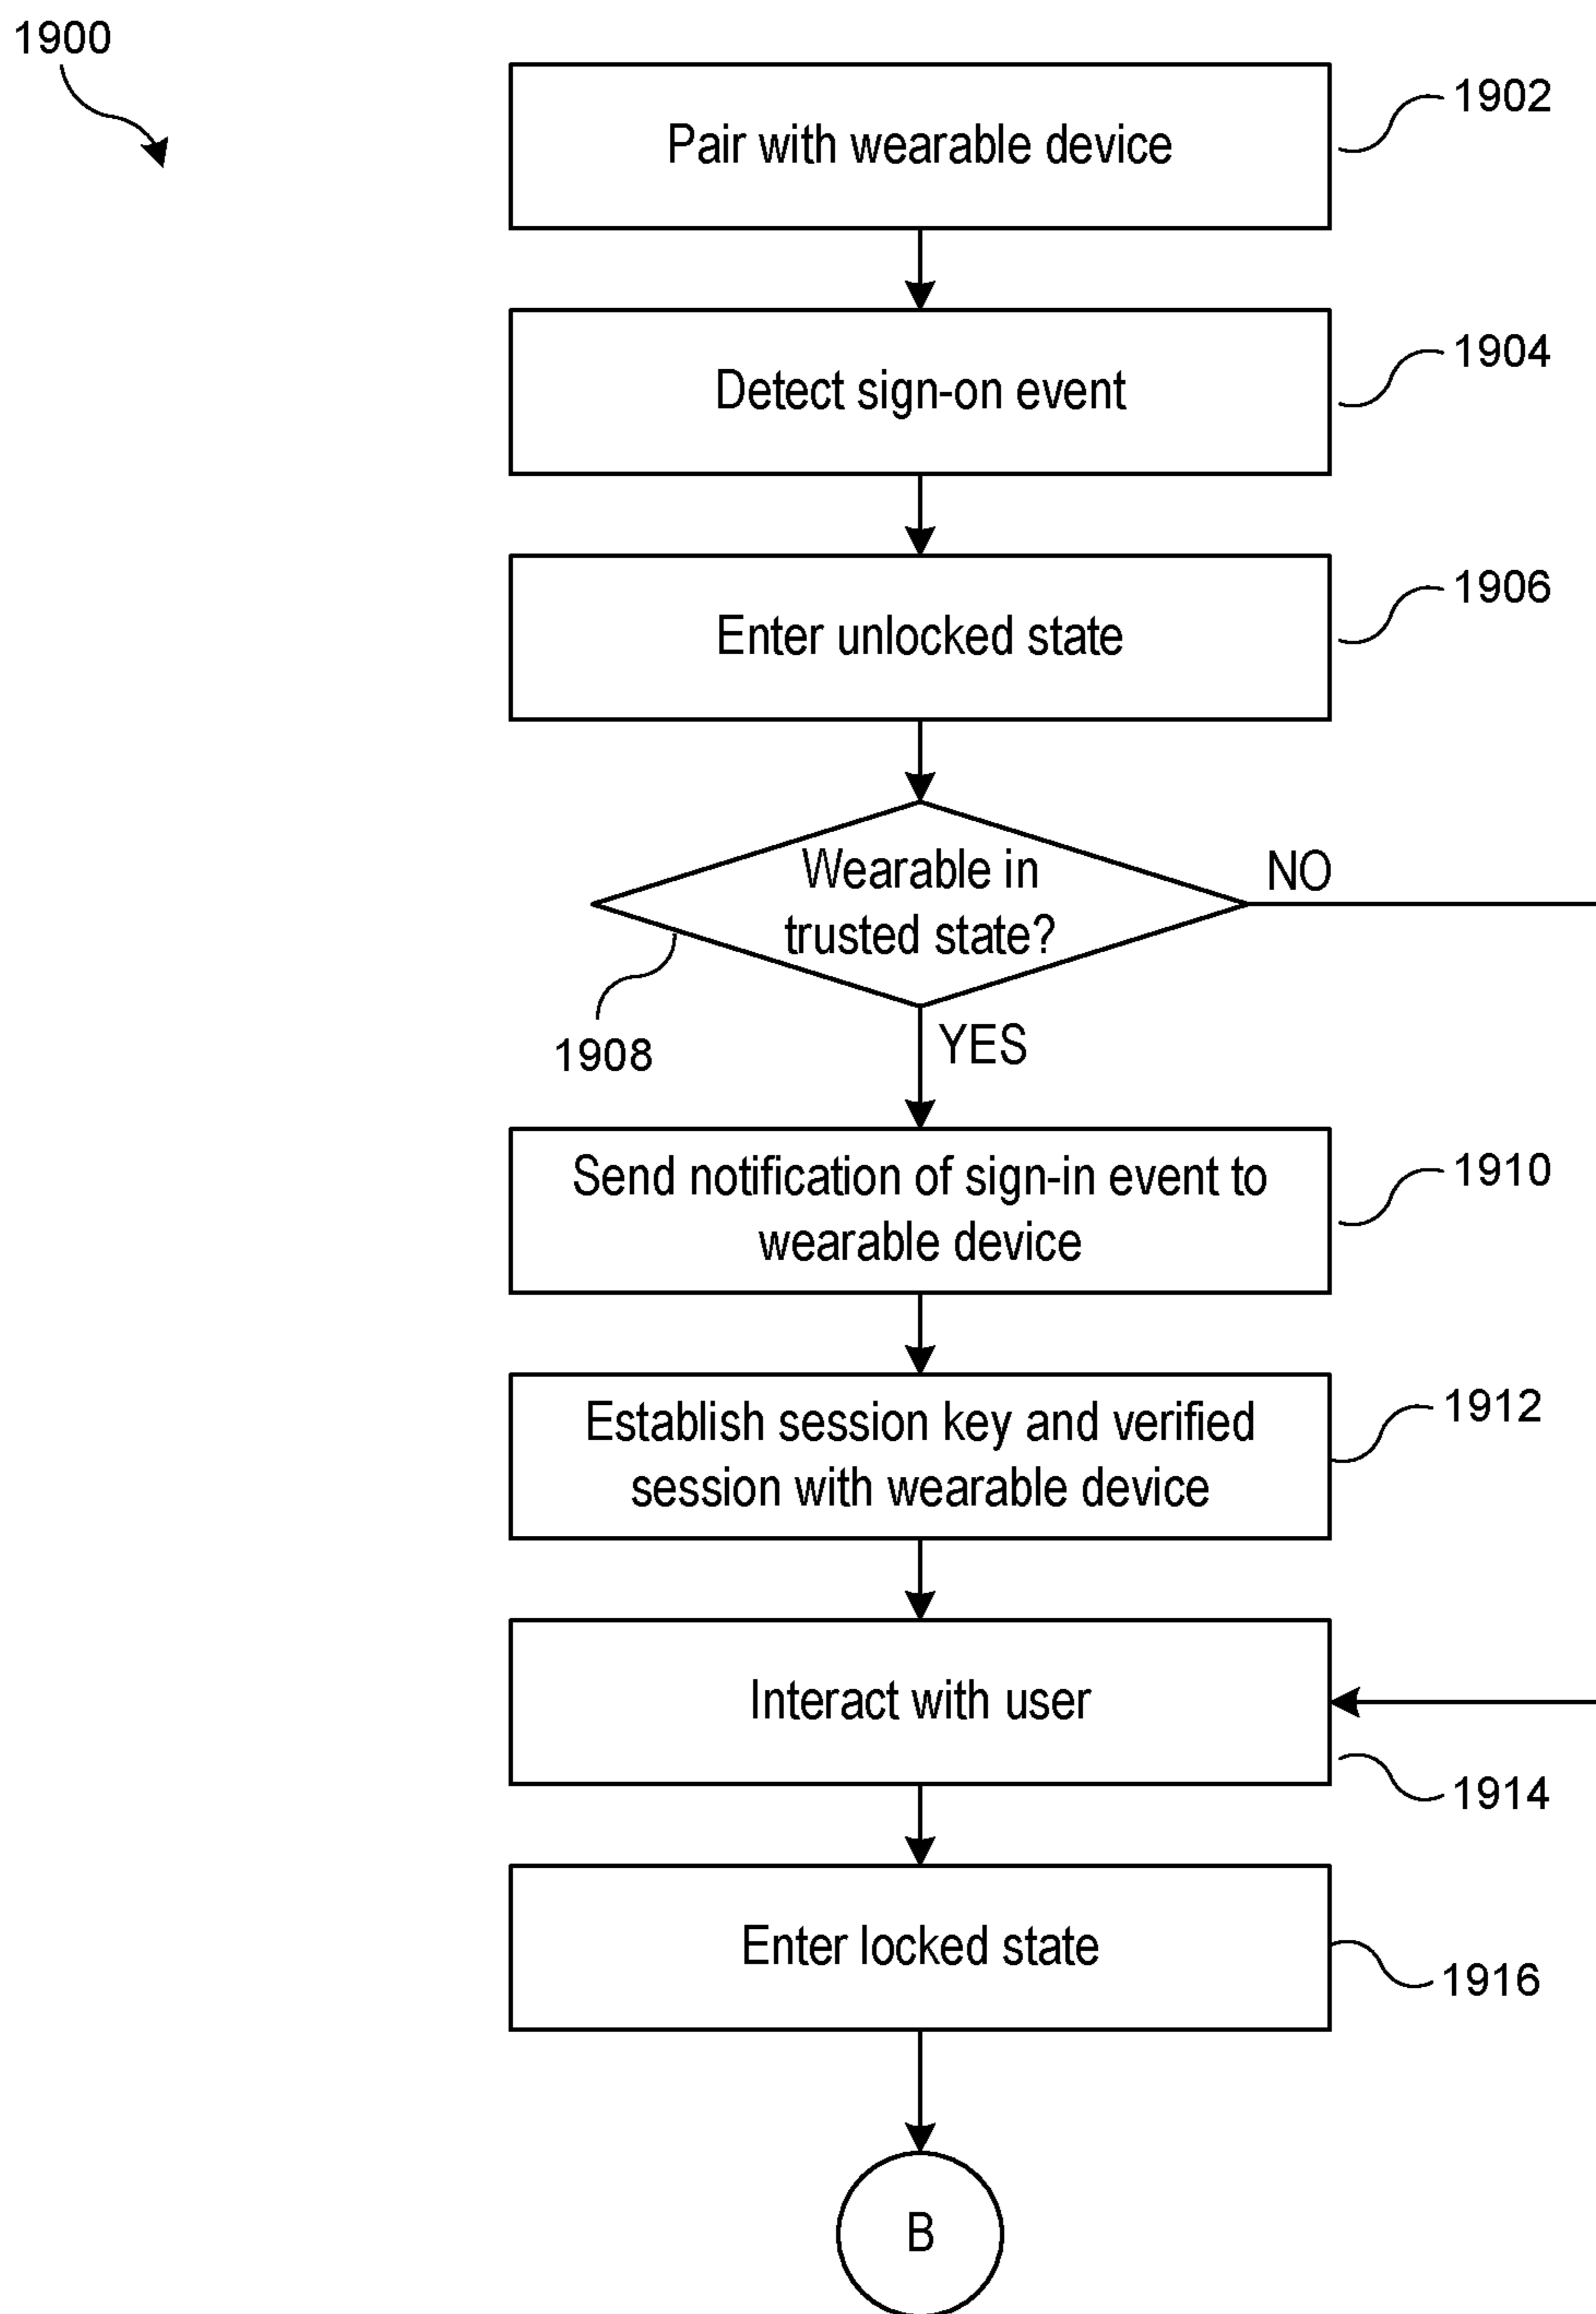 1900
Pair with wearable device
1902
Detect sign-on event
1904
Enter unlocked state
1906
Wearable in
trusted state?
NO
1908
YES
Send notification of sign-in event to
wearable device
1910
Establish session key and verified
session with wearable device
1912
Interact with user
1914
Enter locked state
1916
B